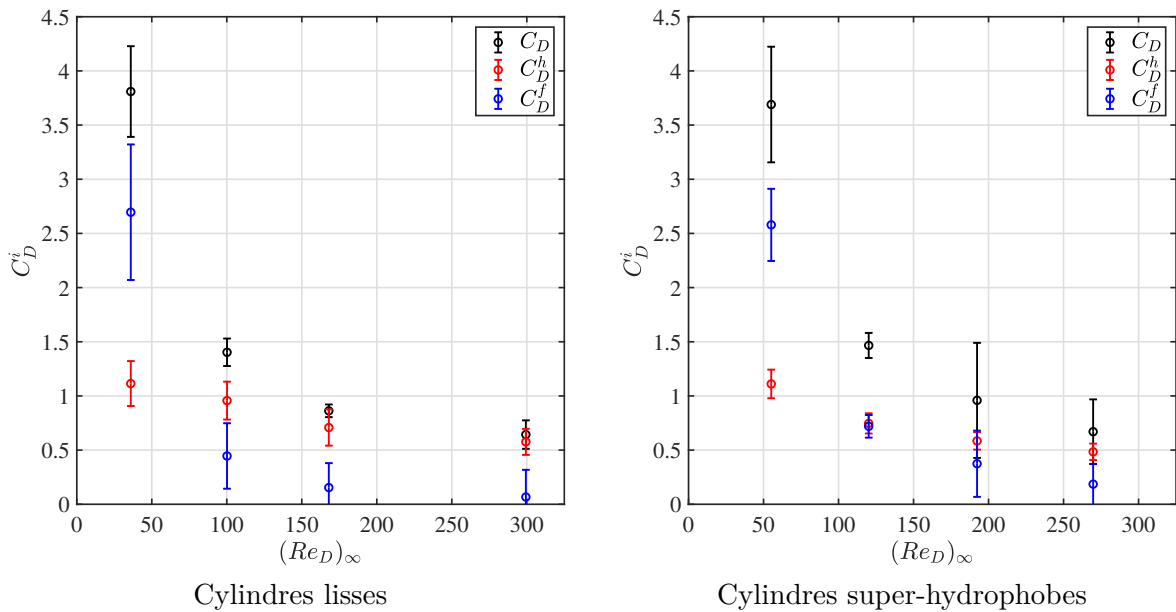 4.5
4
3.5
3
2.5
2
1.5
1
0.5
0
C_D^i
0 50 100 150 200 250 300
(Re_D)_∞
C_D
C_D^h
C_D^f
Cylindres lisses
4.5
4
3.5
3
2.5
2
1.5
1
0.5
0
C_D^i
0 50 100 150 200 250 300
(Re_D)_∞
C_D
C_D^h
C_D^f
Cylindres super-hydrophobes